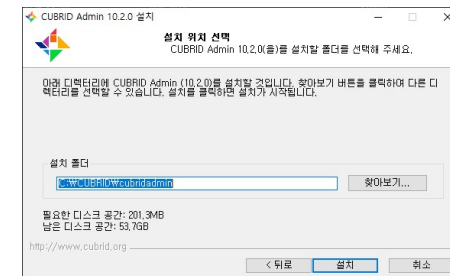 CUBRID Admin 10.2.0 설치
설치 위치 선택
CUBRID Admin 10.2.0(을)를 설치할 폴더를 선택해 주세요.
아래 디렉터리에 CUBRID Admin (10.2.0)를 설치할 것입니다. 찾아보기 버튼을 클릭하여 다른 디
렉터리를 선택할 수 있습니다. 설치를 클릭하면 설치가 시작됩니다.
설치 폴더
C:₩CUBRID₩cubridadmin
찾아보기...
필요한 디스크 공간: 201.3MB
남은 디스크 공간: 53.7GB
http://www.cubrid.org
< 뒤로
설치
취소